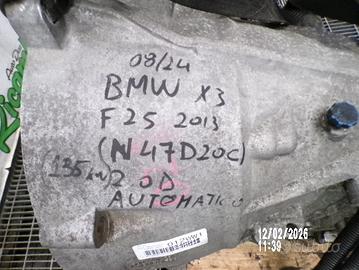 08/24
BMW X3
F25 2013
(N47D20C)
(135kw) 2.0D
AUTOMATICO
12/02/2026
11:39